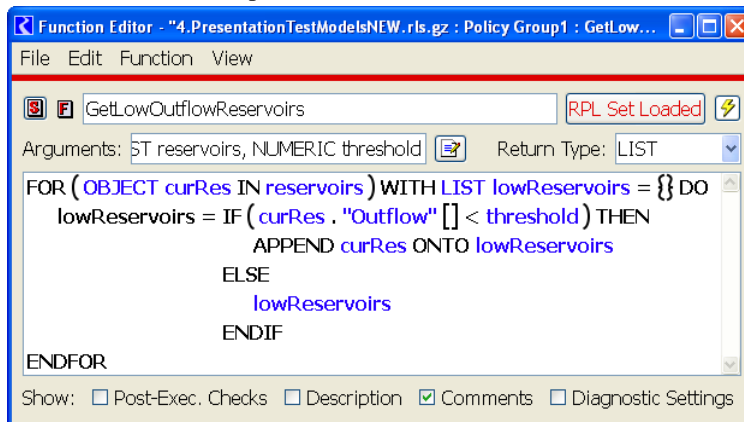 Function Editor - "4.PresentationTestModelsNEW.rls.gz : Policy Group1 : GetLow...
File Edit Function View
S F GetLowOutflowReservoirs RPL Set Loaded
Arguments: ST reservoirs, NUMERIC threshold Return Type: LIST
FOR ( OBJECT curRes IN reservoirs ) WITH LIST lowReservoirs = {} DO
lowReservoirs = IF ( curRes . "Outflow" [] < threshold ) THEN
APPEND curRes ONTO lowReservoirs
ELSE
lowReservoirs
ENDIF
ENDFOR
Show: Post-Exec. Checks Description Comments Diagnostic Settings